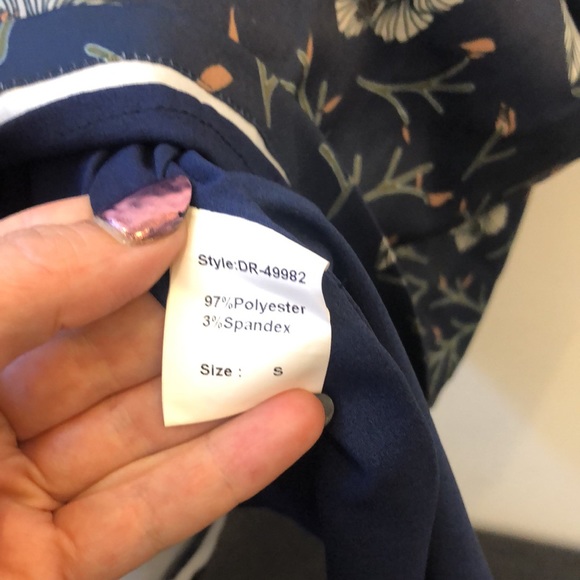 Style:DR-49982
97%Polyester
3%Spandex
Size : S